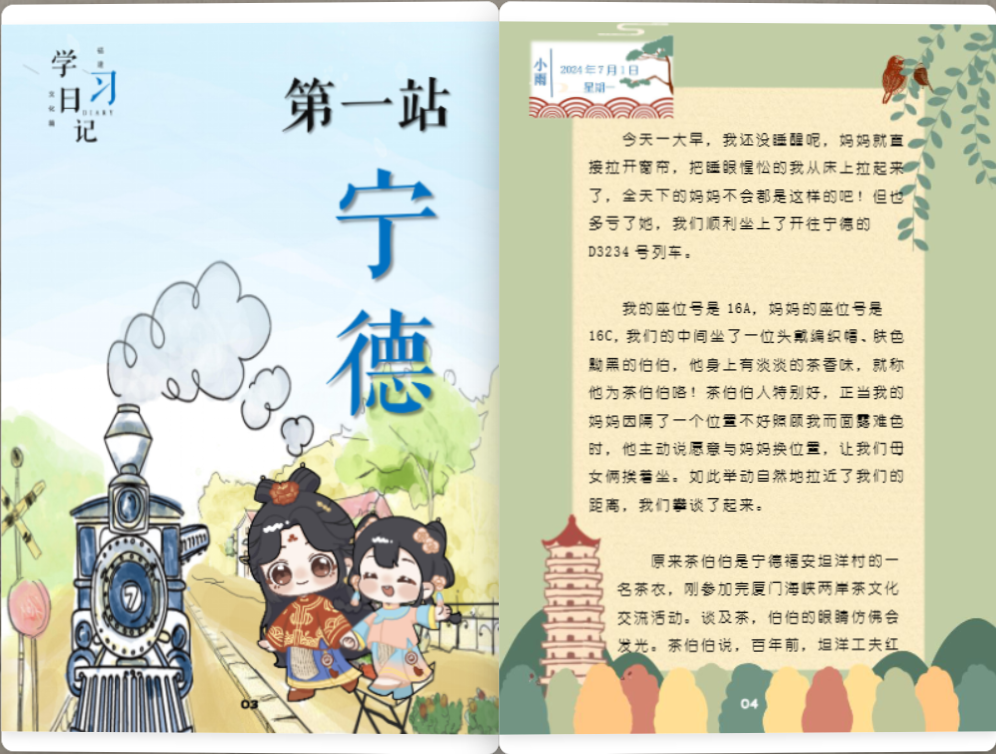 学
习
日
记
福建
文化篇
DIARY
第一站
宁
德
7
03
小雨
2024年7月1日
星期一
今天一大早，我还没睡醒呢，妈妈就直
接拉开窗帘，把睡眼惺忪的我从床上拉起来
了，全天下的妈妈不会都是这样的吧！但也
多亏了她，我们顺利坐上了开往宁德的
D3234 号列车。
我的座位号是 16A，妈妈的座位号是
16C，我们的中间坐了一位头戴编织帽、肤色
黝黑的伯伯，他身上有淡淡的茶香味，就称
他为茶伯伯咯！茶伯伯人特别好，正当我的
妈妈因隔了一个位置不好照顾我而面露难色
时，他主动说愿意与妈妈换位置，让我们母
女俩挨着坐。如此举动自然地拉近了我们的
距离，我们攀谈了起来。
原来茶伯伯是宁德福安坦洋村的一
名茶农，刚参加完厦门海峡两岸茶文化
交流活动。谈及茶，伯伯的眼睛仿佛会
发光。茶伯伯说，百年前，坦洋工夫红
04